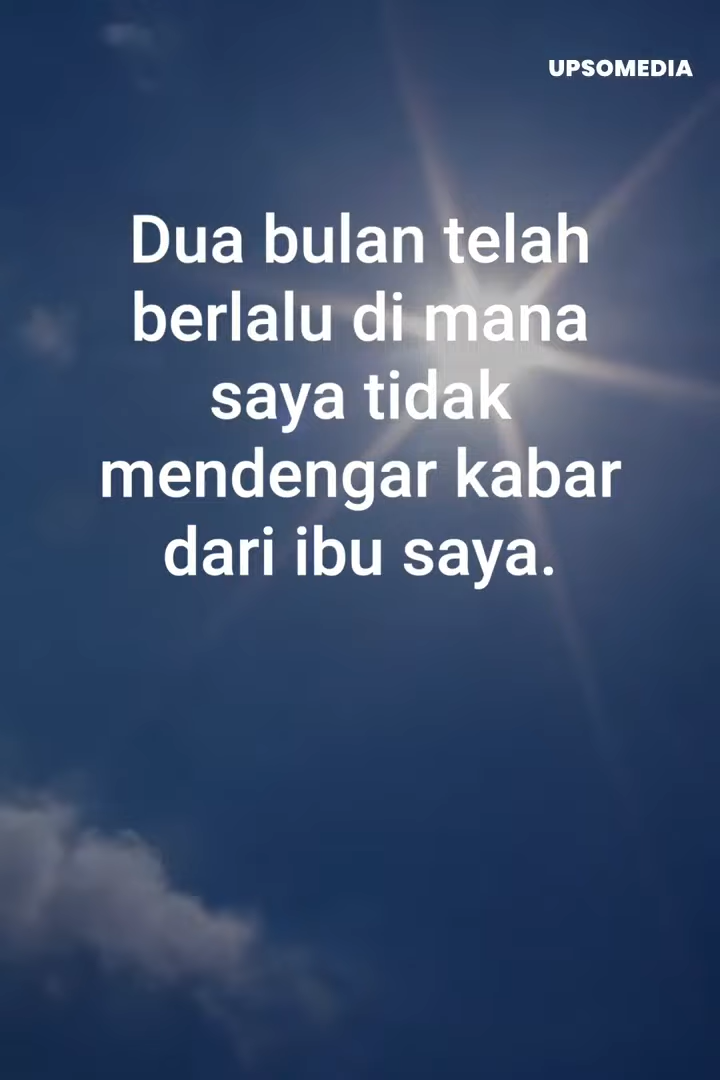 UPSOMEDIA
Dua bulan telah
berlalu di mana
saya tidak
mendengar kabar
dari ibu saya.